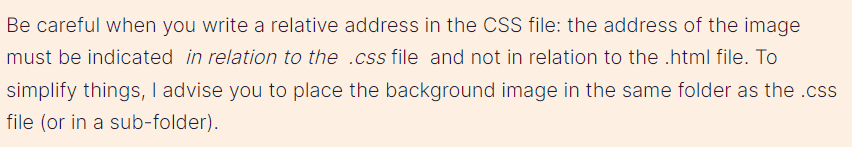 Be careful when you write a relative address in the CSS file: the address of the image
must be indicated in relation to the .css file and not in relation to the .html file. To
simplify things, I advise you to place the background image in the same folder as the .css
file (or in a sub-folder).